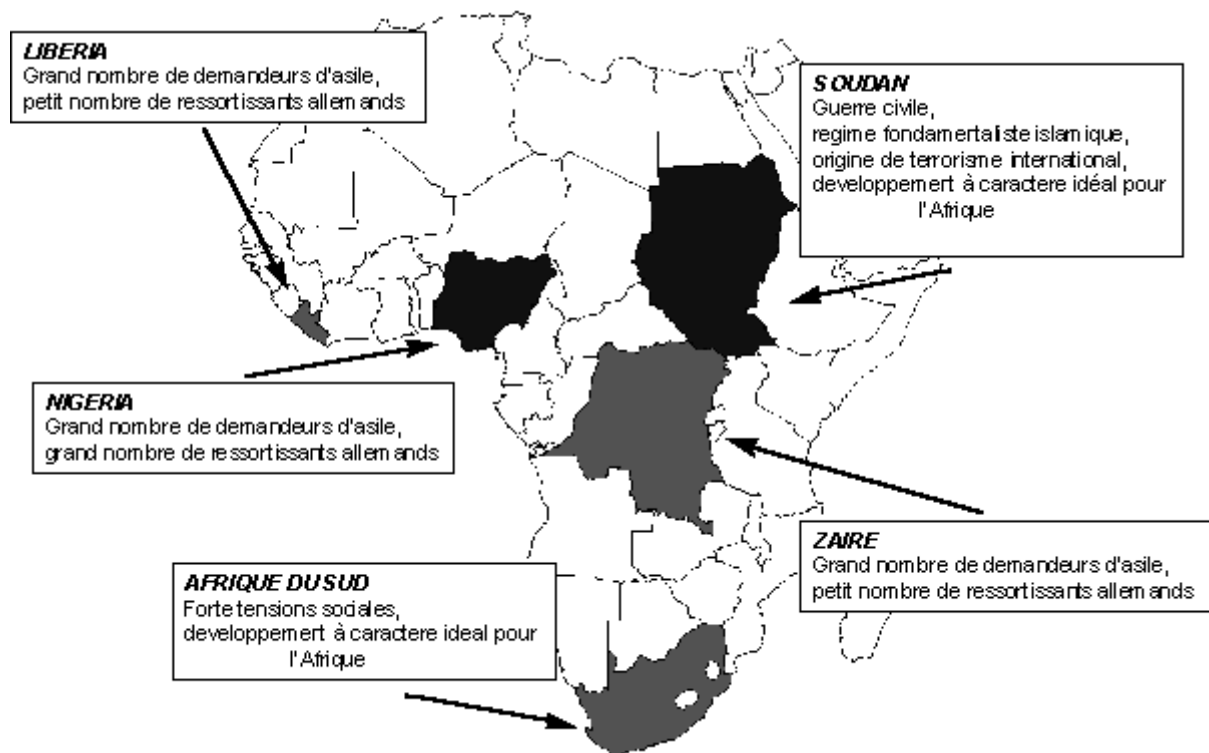 LIBERIA
Grand nombre de demandeurs d'asile,
petit nombre de ressortissants allemands
SOUDAN
Guerre civile,
regime fondamertaliste islamique,
origine de terrorisme international,
developpement à caractere idéal pour
l'Afrique
NIGERIA
Grand nombre de demandeurs d'asile,
grand nombre de ressortissants allemands
ZAIRE
Grand nombre de demandeurs d'asile,
petit nombre de ressortissants allemands
AFRIQUE DU SUD
Forte tensions sociales,
developpement à caractere ideal pour
l'Afrique